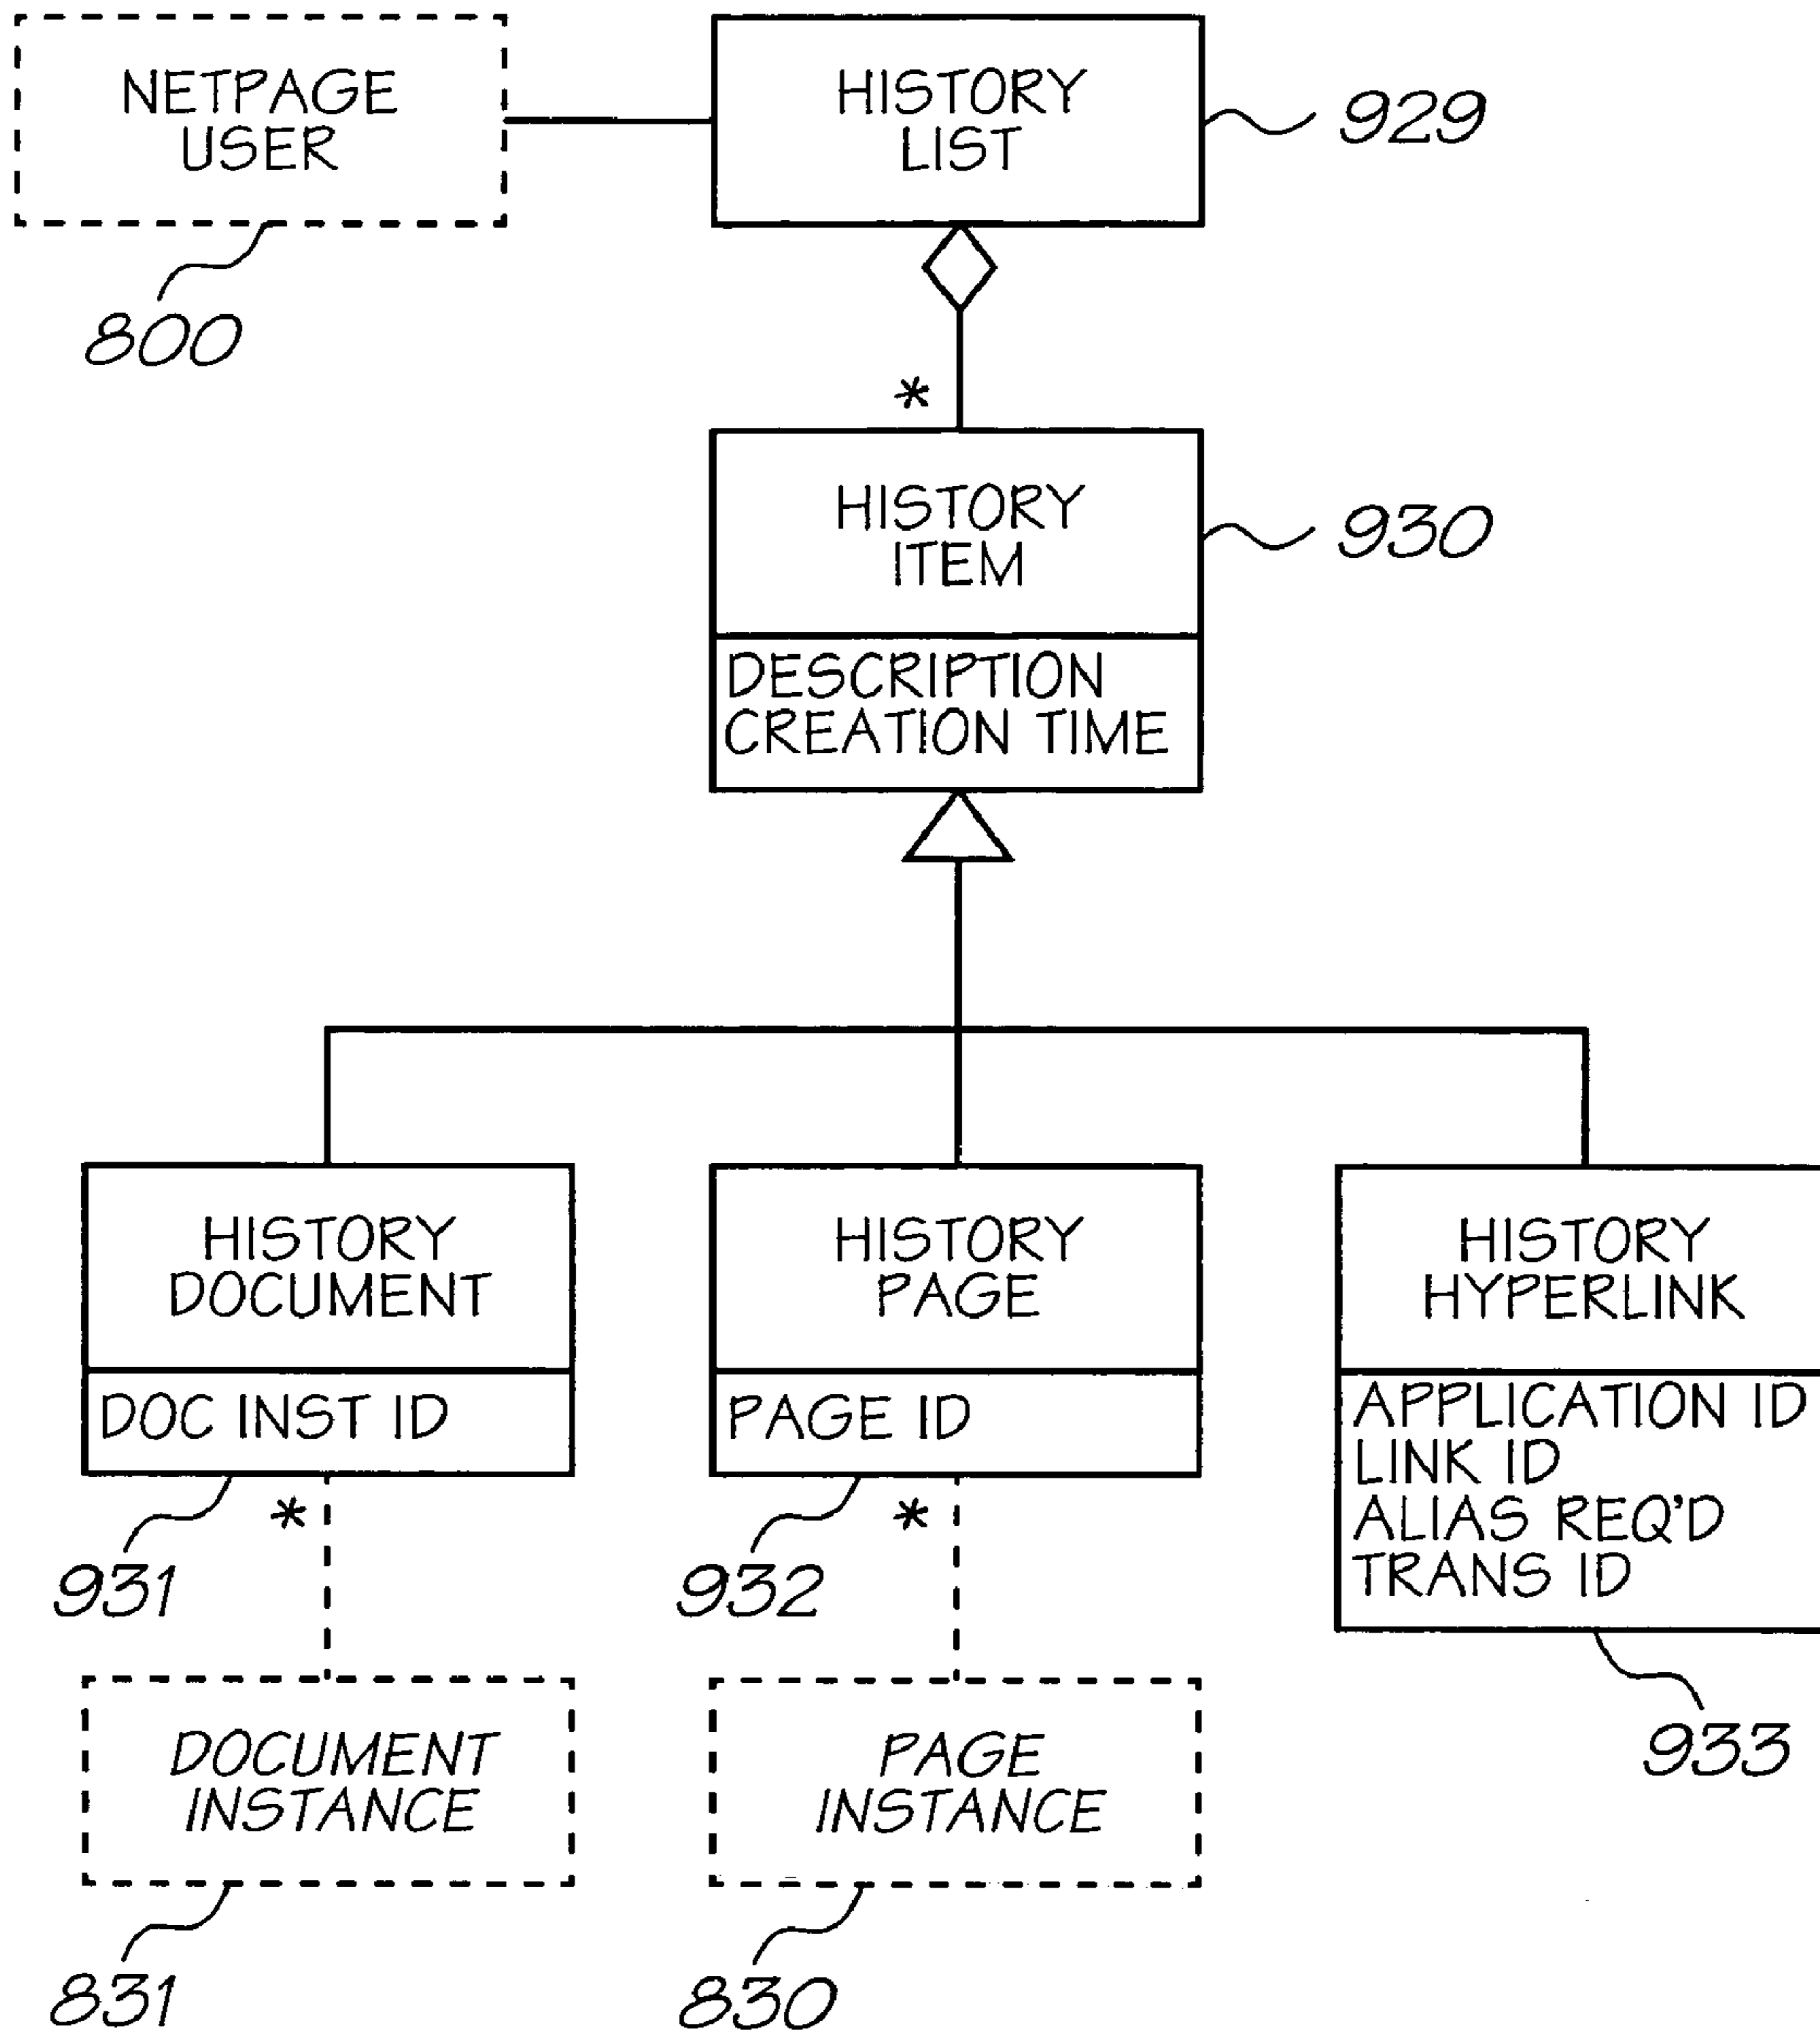 NETPAGE
USER
800
HISTORY
LIST
929
*
HISTORY
ITEM
930
DESCRIPTION
CREATION TIME
HISTORY
DOCUMENT
DOC INST ID
931
*
HISTORY
PAGE
PAGE ID
932
*
HISTORY
HYPERLINK
APPLICATION ID
LINK ID
ALIAS REQ'D
TRANS ID
933
DOCUMENT
INSTANCE
831
PAGE
INSTANCE
830